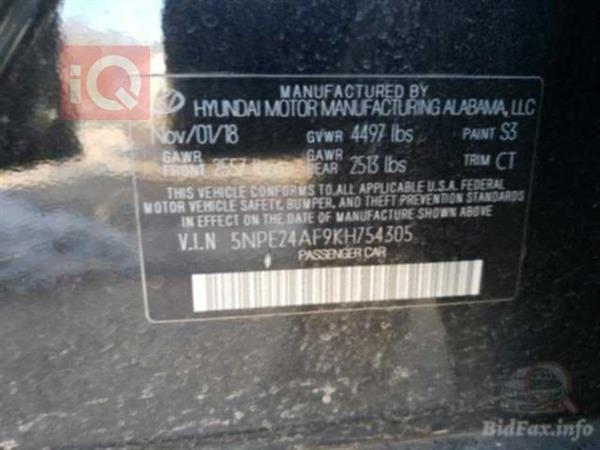 iQ
MANUFACTURED BY
HYUNDAI MOTOR MANUFACTURING ALABAMA, LLC
Nov/01/18 GVWR 4497 lbs PAINT S3
GAWR FRONT 2557 lbs GAWR REAR 2513 lbs TRIM CT
THIS VEHICLE CONFORMS TO ALL APPLICABLE U.S.A. FEDERAL
MOTOR VEHICLE SAFETY, BUMPER, AND THEFT PREVENTION STANDARDS
IN EFFECT ON THE DATE OF MANUFACTURE SHOWN ABOVE.
V.I.N 5NPE24AF9KH754305
PASSENGER CAR
BidFax.info